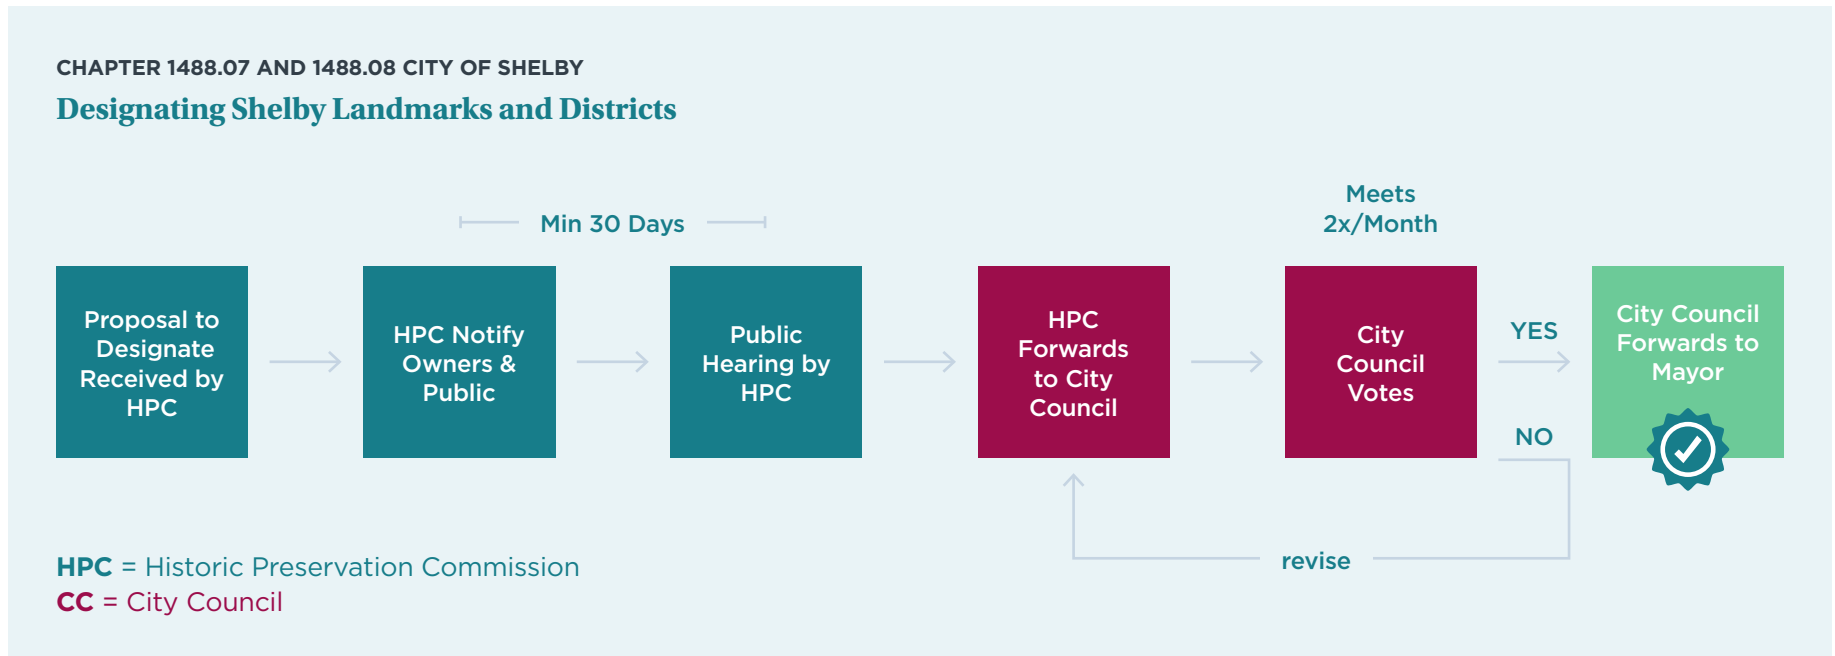 CHAPTER 1488.07 AND 1488.08 CITY OF SHELBY
Designating Shelby Landmarks and Districts
Min 30 Days
Meets
2x/Month
Proposal to
Designate
Received by
HPC
HPC Notify
Owners &
Public
Public
Hearing by
HPC
HPC
Forwards
to City
Council
City
Council
Votes
YES
NO
City Council
Forwards to
Mayor
revise
HPC = Historic Preservation Commission
CC = City Council